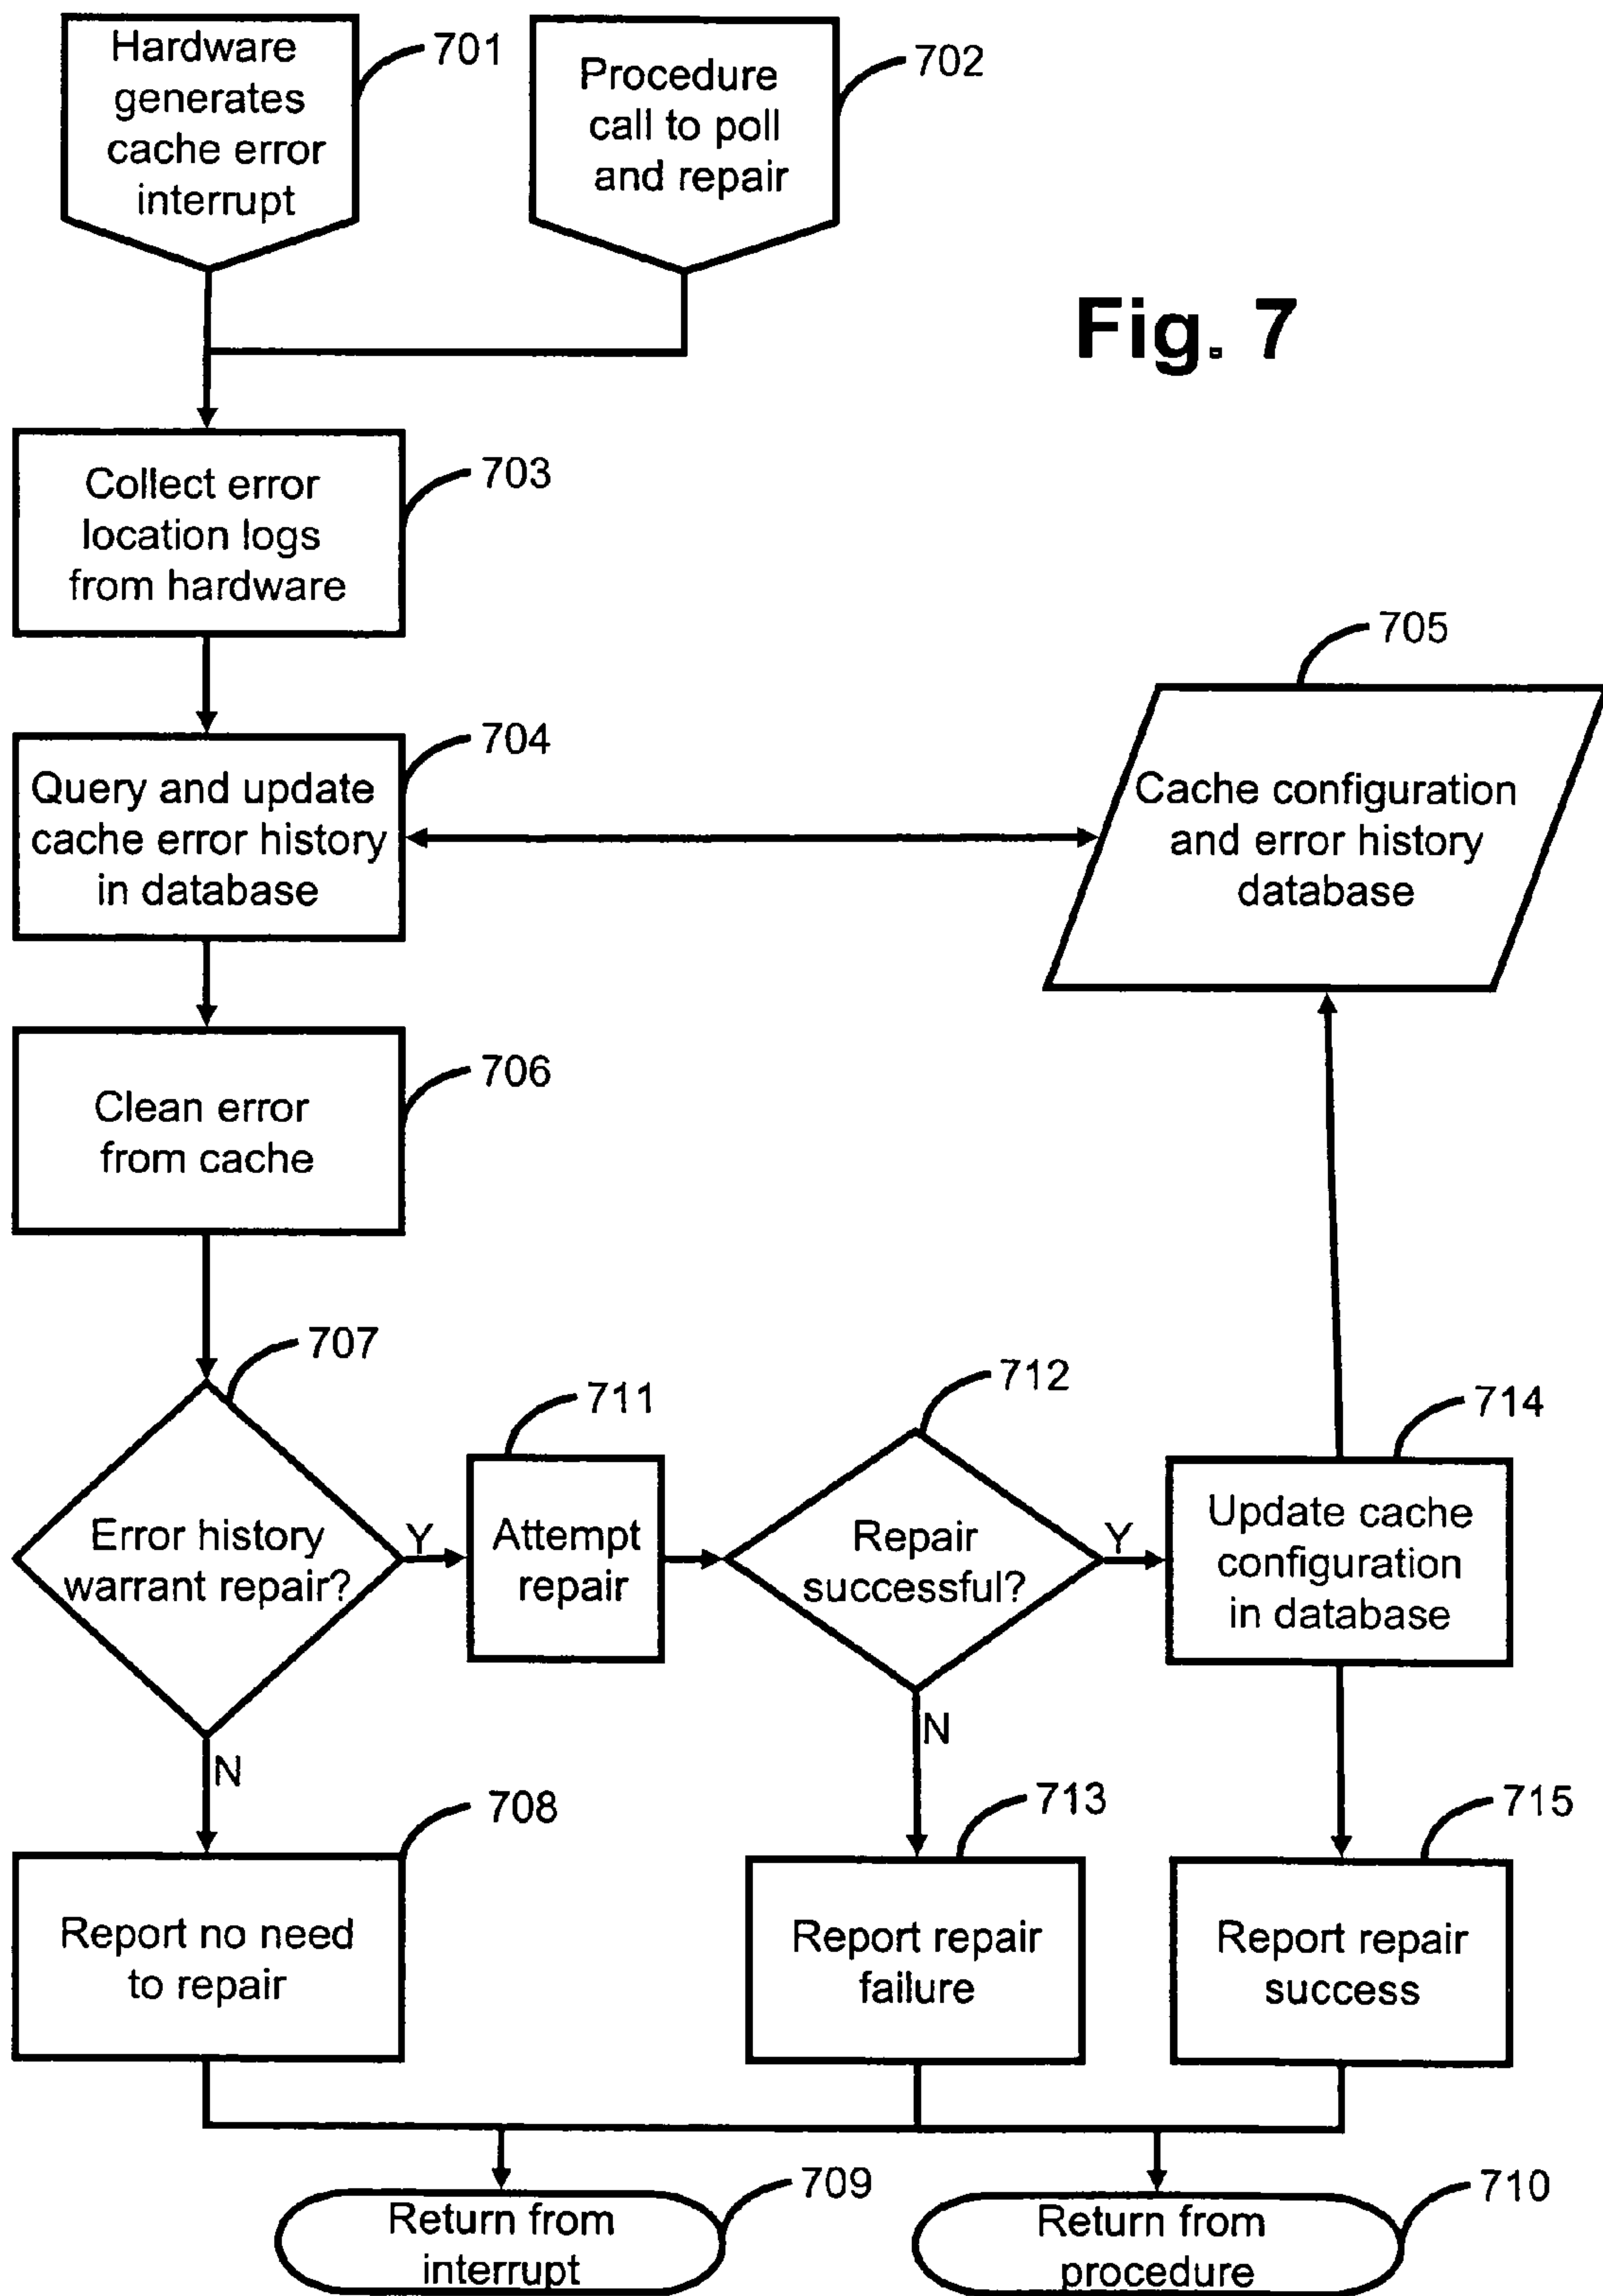 Hardware
generates
cache error
interrupt
701
Procedure
call to poll
and repair
702
Fig. 7
Collect error
location logs
from hardware
703
Query and update
cache error history
in database
704
Cache configuration
and error history
database
705
Clean error
from cache
706
Error history
warrant repair?
707
Y
N
Attempt
repair
711
Repair
successful?
712
Y
N
Update cache
configuration
in database
714
Report no need
to repair
708
Report repair
failure
713
Report repair
success
715
Return from
interrupt
709
Return from
procedure
710